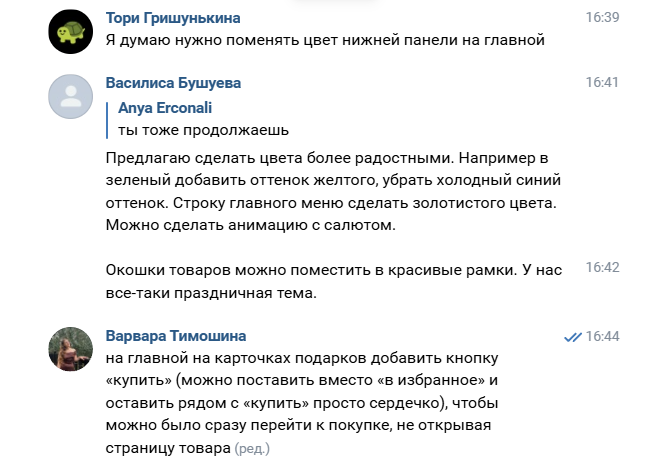 Тори Гришунькина 16:39
Я думаю нужно поменять цвет нижней панели на главной
Василиса Бушуева 16:41
Anya Erconali
ты тоже продолжаешь
Предлагаю сделать цвета более радостными. Например в
зеленый добавить оттенок желтого, убрать холодный синий
оттенок. Строку главного меню сделать золотистого цвета.
Можно сделать анимацию с салютом.
Окошки товаров можно поместить в красивые рамки. У нас 16:42
все-таки праздничная тема.
Варвара Тимошина 16:44
на главной на карточках подарков добавить кнопку
«купить» (можно поставить вместо «в избранное» и
оставить рядом с «купить» просто сердечко), чтобы
можно было сразу перейти к покупке, не открывая
страницу товара (ред.)